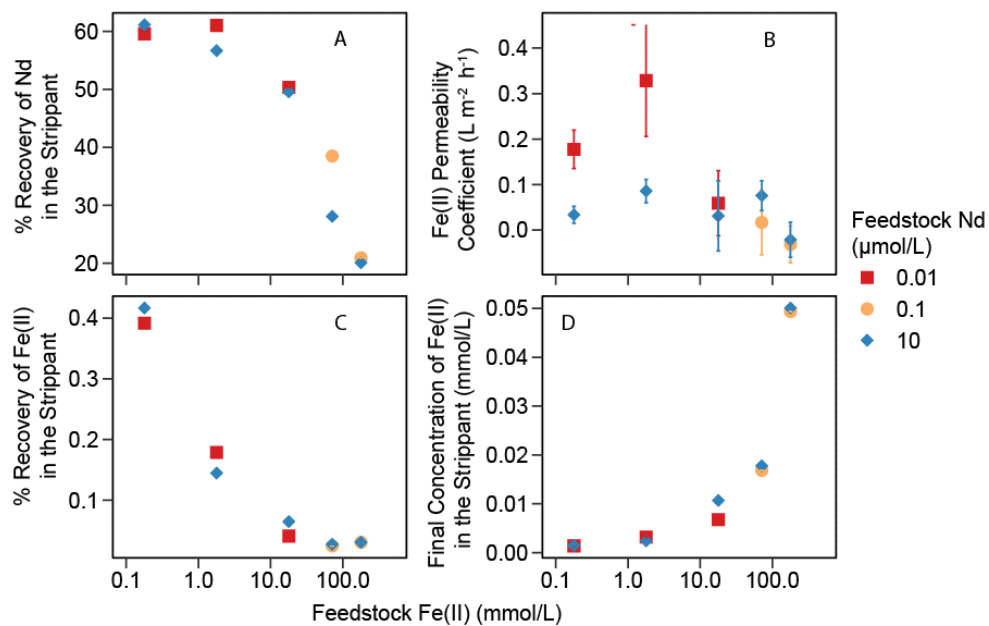 % Recovery of Nd
in the Strippant
60
50
40
30
20
A
Fe(II) Permeability
Coefficient (L m⁻² h⁻¹)
0.4
0.3
0.2
0.1
0.0
B
% Recovery of Fe(II)
in the Strippant
0.4
0.3
0.2
0.1
C
0.1
1.0
10.0
100.0
Final Concentration of Fe(II)
in the Strippant (mmol/L)
0.05
0.04
0.03
0.02
0.01
0.00
D
0.1
1.0
10.0
100.0
Feedstock Fe(II) (mmol/L)
Feedstock Nd
(μmol/L)
0.01
0.1
10